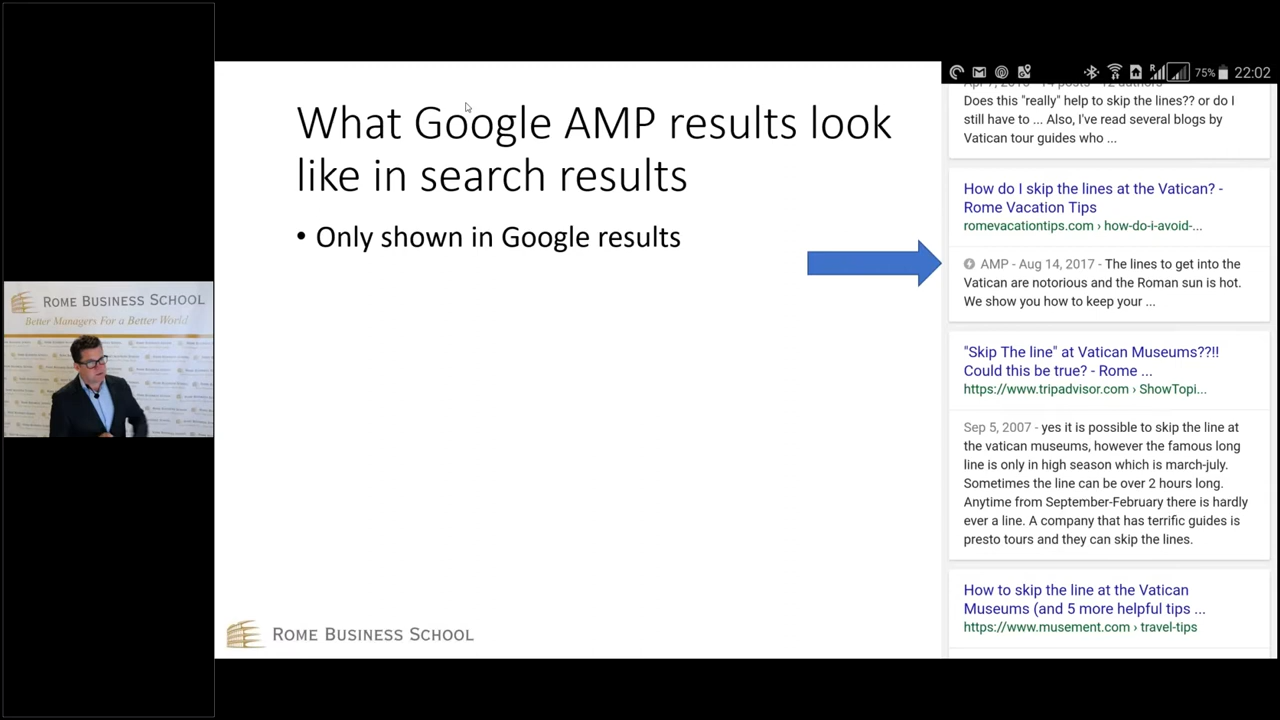 What Google AMP results look
like in search results
• Only shown in Google results
ROME BUSINESS SCHOOL
Better Managers For a Better World
ROME BUSINESS SCHOOL
75% 22:02
Does this "really" help to skip the lines?? or do I
still have to ... Also, I've read several blogs by
Vatican tour guides who ...
How do I skip the lines at the Vatican? -
Rome Vacation Tips
romevacationtips.com › how-do-i-avoid-...
AMP - Aug 14, 2017 - The lines to get into the
Vatican are notorious and the Roman sun is hot.
We show you how to keep your ...
"Skip The line" at Vatican Museums??!!
Could this be true? - Rome ...
https://www.tripadvisor.com › ShowTopi...
Sep 5, 2007 - yes it is possible to skip the line at
the vatican museums, however the famous long
line is only in high season which is march-july.
Sometimes the line can be over 2 hours long.
Anytime from September-February there is hardly
ever a line. A company that has terrific guides is
presto tours and they can skip the lines.
How to skip the line at the Vatican
Museums (and 5 more helpful tips ...
https://www.musement.com › travel-tips